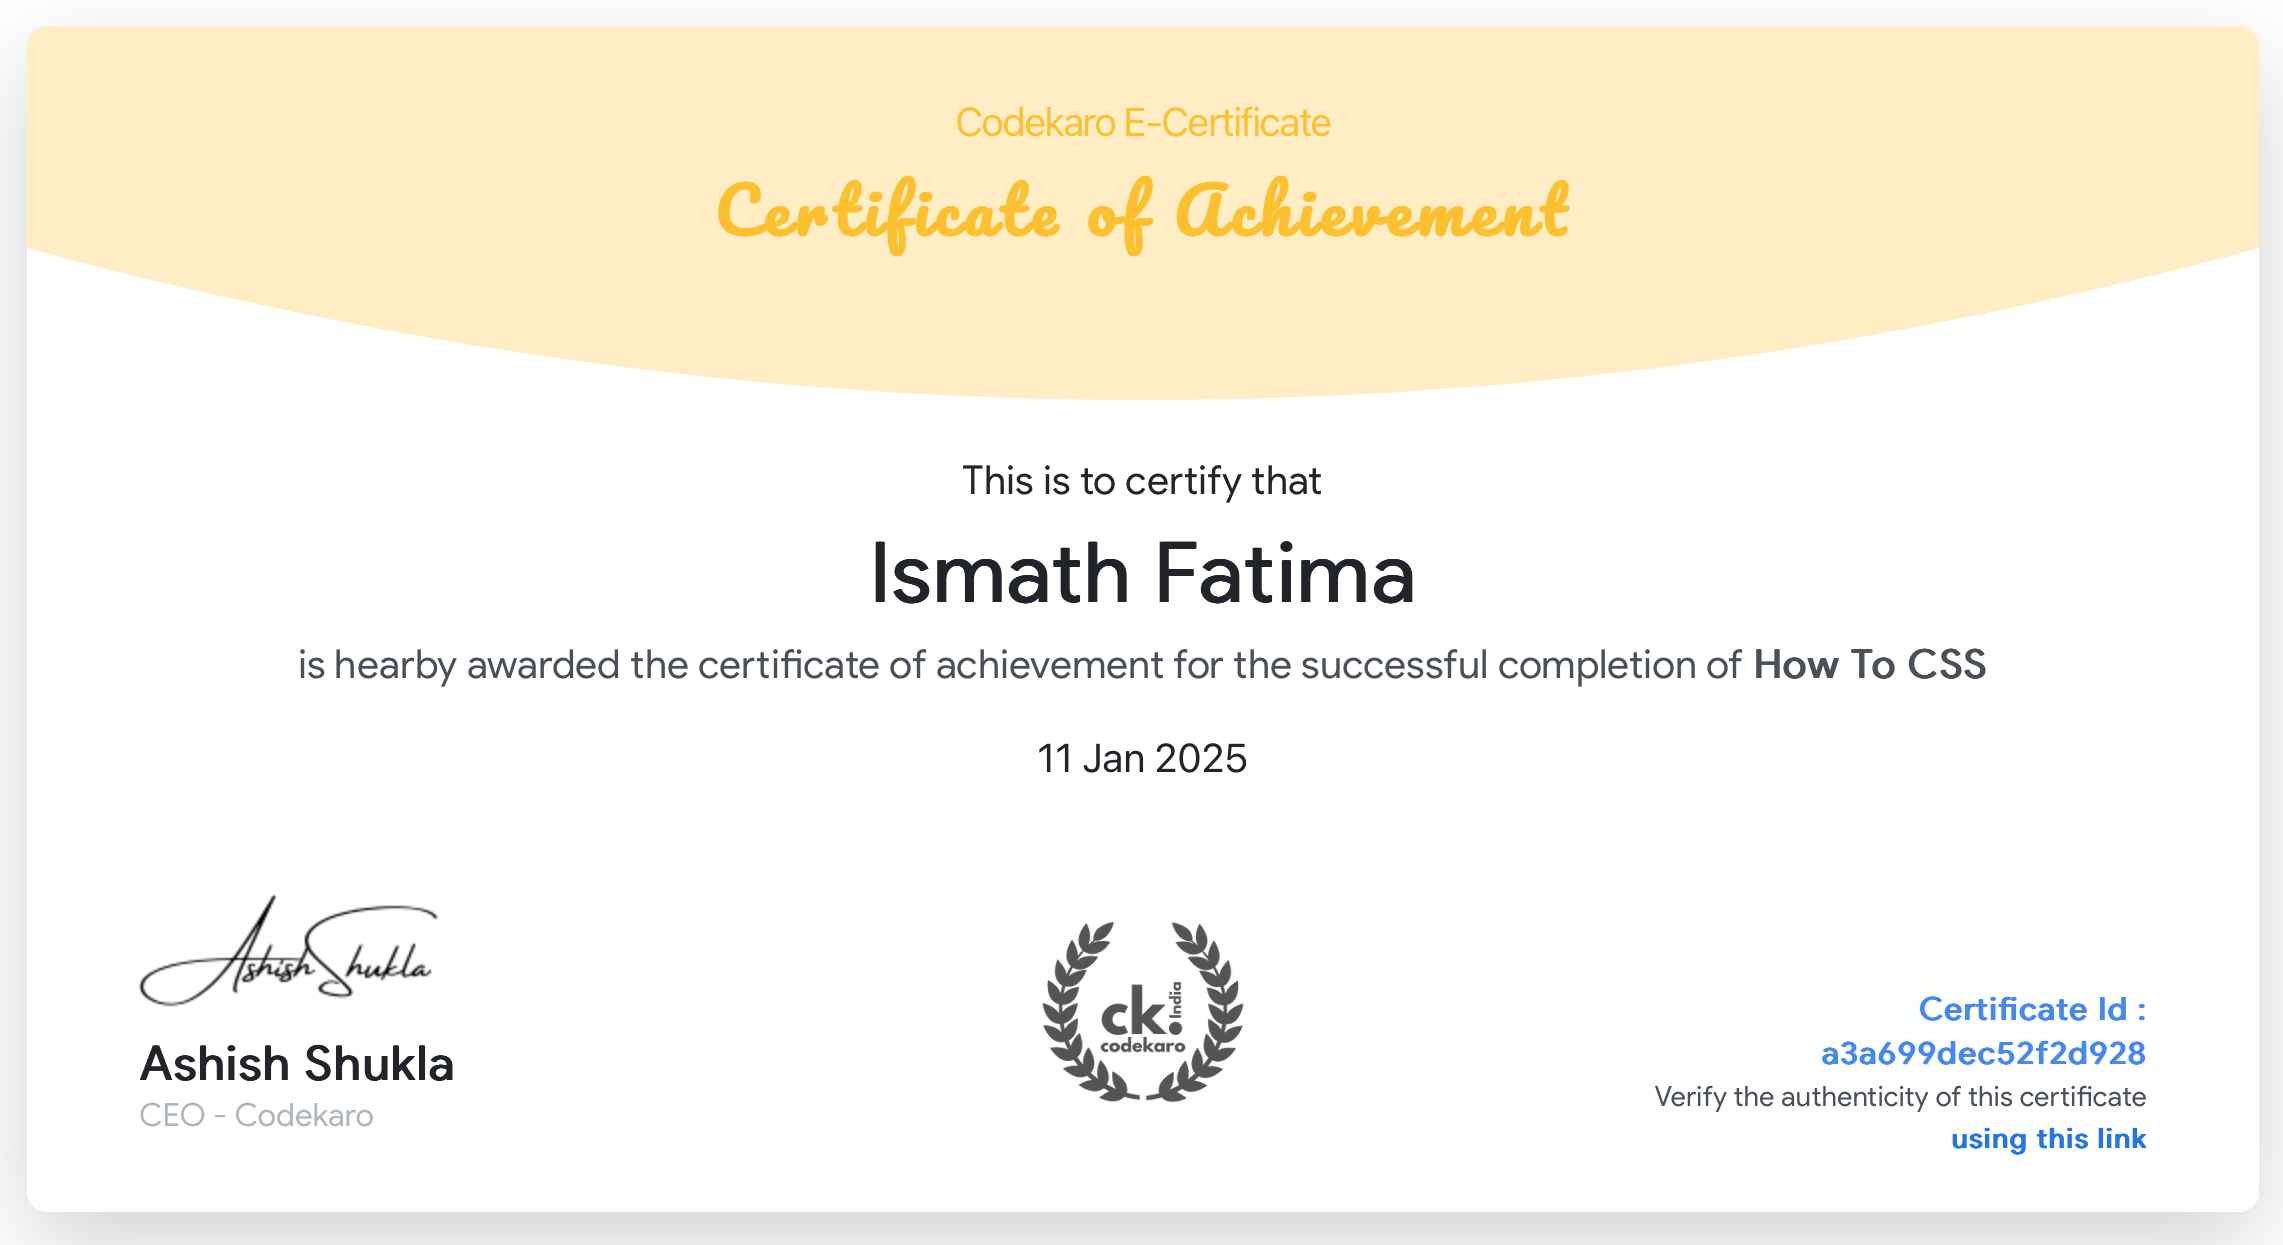 Codekaro E-Certificate
Certificate of Achievement
This is to certify that
Ismath Fatima
is hearby awarded the certificate of achievement for the successful completion of How To CSS
11 Jan 2025
Ashish Shukla
Ashish Shukla
CEO - Codekaro
ck. India
codekaro
Certificate Id :
a3a699dec52f2d928
Verify the authenticity of this certificate
using this link